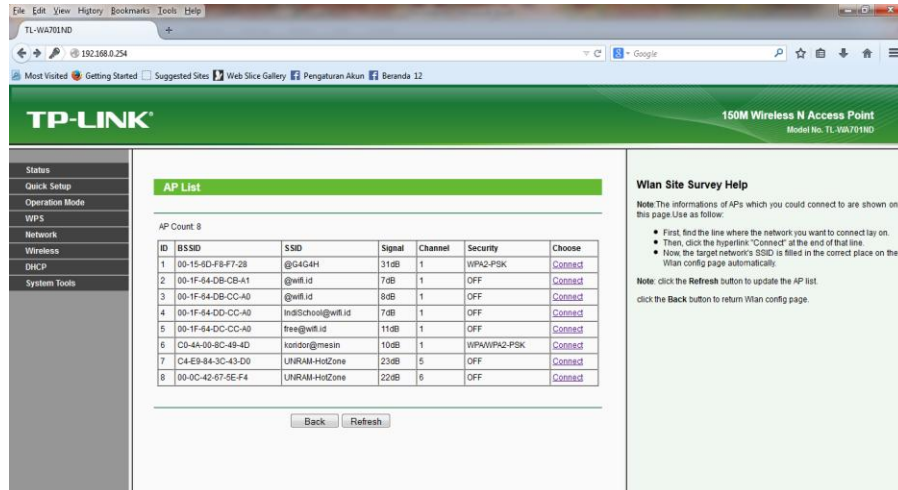 File Edit View History Bookmarks Tools Help
TL-WA701ND +
192.168.0.254 Google
Most Visited Getting Started Suggested Sites Web Slice Gallery Pengaturan Akun Beranda 12
TP-LINK®
150M Wireless N Access Point
Model No. TL-WA701ND
Status
Quick Setup
Operation Mode
WPS
Network
Wireless
DHCP
System Tools
AP List
AP Count: 8
ID BSSID SSID Signal Channel Security Choose
1 00-15-6D-F8-F7-28 @G4G4H 31dB 1 WPA2-PSK Connect
2 00-1F-64-DB-CB-A1 @wifi.id 7dB 1 OFF Connect
3 00-1F-64-DB-CC-A0 @wifi.id 8dB 1 OFF Connect
4 00-1F-64-DD-CC-A0 IndiSchool@wifi.id 7dB 1 OFF Connect
5 00-1F-64-DC-CC-A0 free@wifi.id 11dB 1 OFF Connect
6 C0-4A-00-8C-49-4D koridor@mesin 10dB 1 WPA/WPA2-PSK Connect
7 C4-E9-84-3C-43-D0 UNRAM-HotZone 23dB 5 OFF Connect
8 00-0C-42-67-5E-F4 UNRAM-HotZone 22dB 6 OFF Connect
Back Refresh
Wlan Site Survey Help
Note:The informations of APs which you could connect to are shown on
this page.Use as follow:
First, find the line where the network you want to connect lay on.
Then, click the hyperlink "Connect" at the end of that line.
Now, the target network's SSID is filled in the correct place on the
Wlan config page automatically.
Note: click the Refresh button to update the AP list.
click the Back button to return Wlan config page.